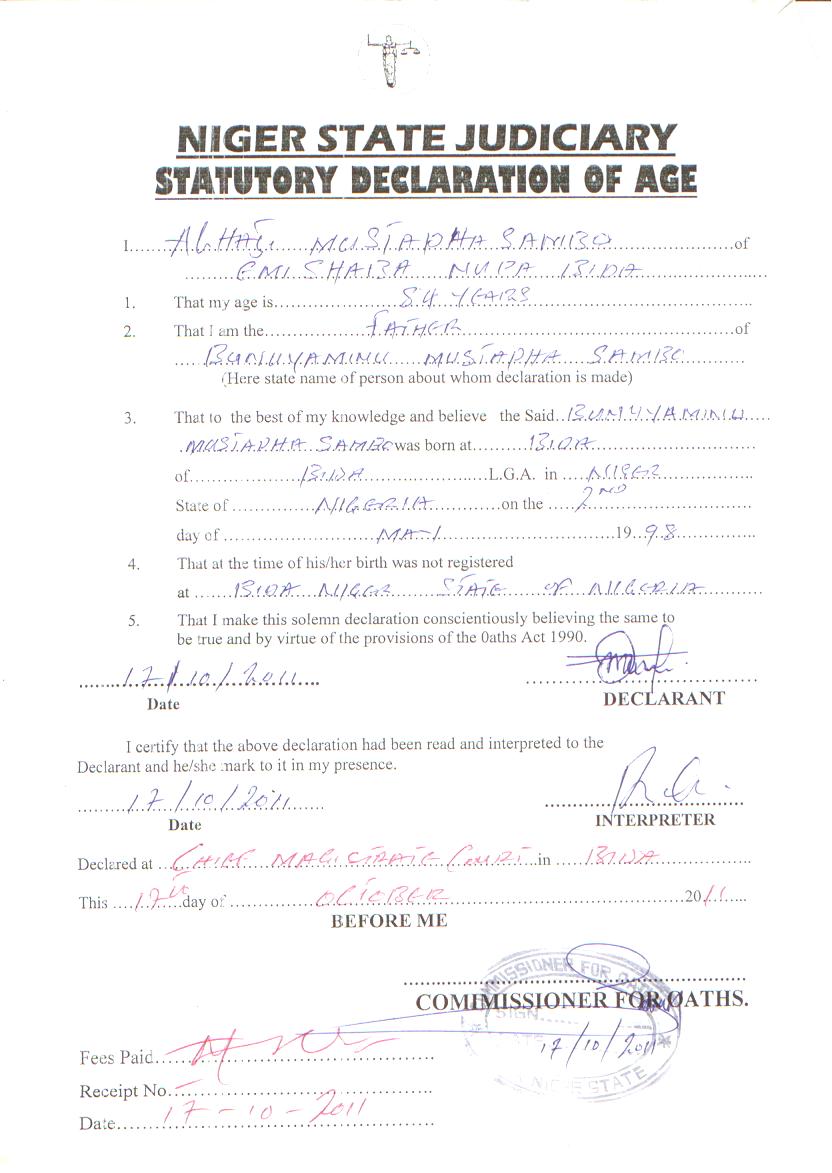 NIGER STATE JUDICIARY
STATUTORY DECLARATION OF AGE
I......ALHAJI MUSTAPHA SAMBO......of
......EMI SHAIBA NUPA BIDA......
1. That my age is......54 YEARS......
2. That I am the......FATHER......of
......BUNUYAMINU MUSTAPHA SAMBO......
(Here state name of person about whom declaration is made)
3. That to the best of my knowledge and believe the Said..BUNUYAMINU....
MUSTAPHA SAMBO was born at......BIDA......
of......BIDA......L.G.A. in....NIGER......
State of......NIGERIA......on the....2ND......
day of......MAY......19..98......
4. That at the time of his/her birth was not registered
at......BIDA NIGER STATE OF NIGERIA......
5. That I make this solemn declaration conscientiously believing the same to
be true and by virtue of the provisions of the Oaths Act 1990.
......17/10/2011......
Date
DECLARANT
I certify that the above declaration had been read and interpreted to the
Declarant and he/she mark to it in my presence.
......17/10/2011......
Date
INTERPRETER
Declared at..CHIEF MAGISTRATE COURT..in......BIDA......
This....17th day of......OCTOBER......2011....
BEFORE ME
COMMISSIONER FOR OATHS
COMIMISSIONER FOR OATHS.
SIGN
17/10/2011
STATE
Fees Paid......
Receipt No......
Date......17-10-2011......